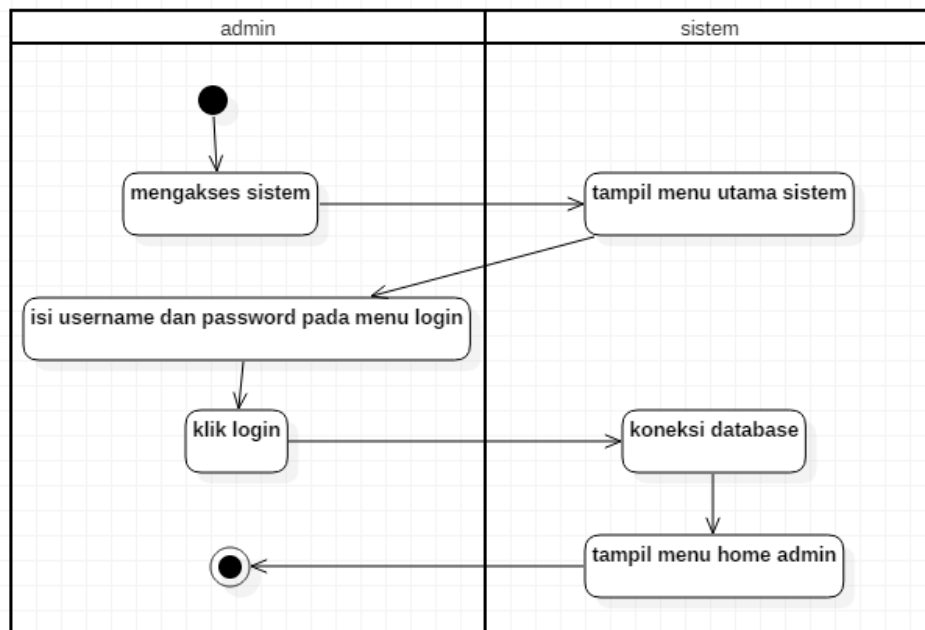 admin
sistem
mengakses sistem
tampil menu utama sistem
isi username dan password pada menu login
klik login
koneksi database
tampil menu home admin